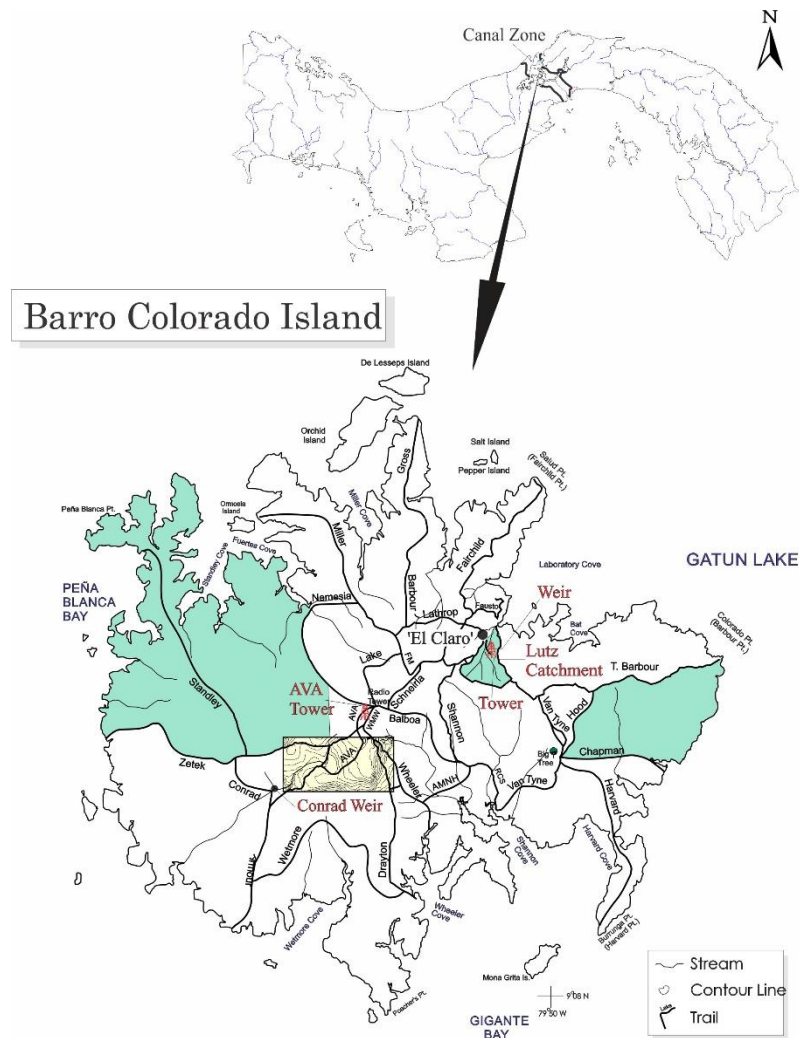 N
Canal Zone
Barro Colorado Island
De Lesseps Island
Orchid
Island
Salt Island
Pepper Island
Gross
Salud Pt.
(Fairchild Pt.)
Peña Blanca Pt.
Ormosia
Island
Miller Cove
Fuertes Cove
Standley Cove
Miller
Barbour
Fairchild
Laboratory Cove
GATUN LAKE
PEÑA
BLANCA
BAY
Weir
Namesia
Lathrop
Fausto
Bat
Cove
'El Claro'
Colorado Pt.
(Barbour Pt.)
Lutz
Catchment
Lake
FM
T. Barbour
Standley
AVA
Tower
Radio
Tower
Schneirla
Tower
AVA
WMW
Balboa
Shannon
Van Tyne
Hood
Zetek
AVA
Wheeler
AMNH
RCS
Big
Tree
Chapman
Conrad
Van Tyne
Conrad Weir
Harvard
Armour
Wetmore
Drayton
Shannon
Cove
Harvard Cove
Wheeler
Cove
Wetmore Cove
Burrunga Pt.
(Harvard Pt.)
Poacher's Pt.
Mona Grita Is.
9°08 N
79°50 W
GIGANTE
BAY
Stream
Contour Line
Lake
Trail